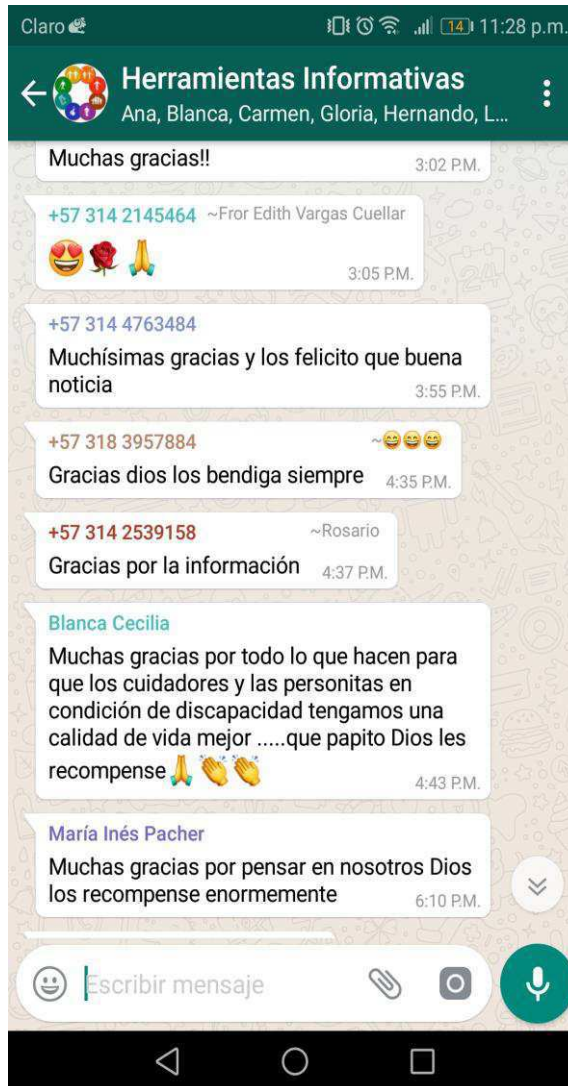 Claro 14 11:28 p.m.
Herramientas Informativas
Ana, Blanca, Carmen, Gloria, Hernando, L...
Muchas gracias!!
3:02 P.M.
+57 314 2145464 ~Fror Edith Vargas Cuellar
😍🌹🙏
3:05 P.M.
+57 314 4763484
Muchísimas gracias y los felicito que buena
noticia
3:55 P.M.
+57 318 3957884 ~😄😄😄
Gracias dios los bendiga siempre
4:35 P.M.
+57 314 2539158 ~Rosario
Gracias por la información
4:37 P.M.
Blanca Cecilia
Muchas gracias por todo lo que hacen para
que los cuidadores y las personitas en
condición de discapacidad tengamos una
calidad de vida mejor .....que papito Dios les
recompense🙏 👏👏
4:43 P.M.
María Inés Pacher
Muchas gracias por pensar en nosotros Dios
los recompense enormemente
6:10 P.M.
Escribir mensaje